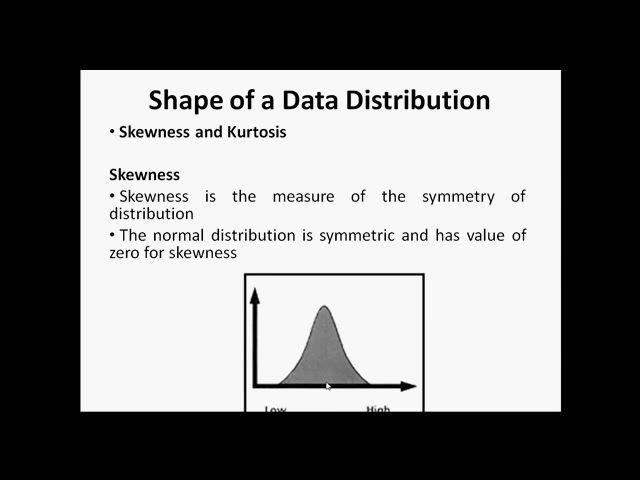 Shape of a Data Distribution
• Skewness and Kurtosis
Skewness
• Skewness is the measure of the symmetry of
distribution
• The normal distribution is symmetric and has value of
zero for skewness
Low High